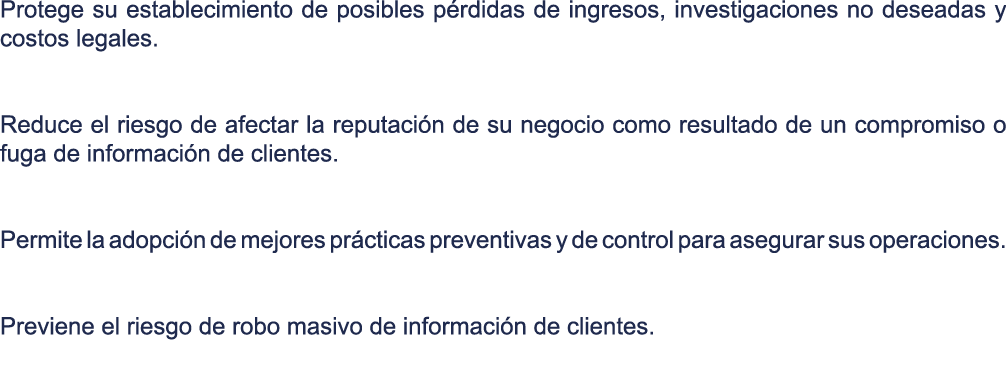 Protege su establecimiento de posibles pérdidas de ingresos, investigaciones no deseadas y
costos legales.
Reduce el riesgo de afectar la reputación de su negocio como resultado de un compromiso o
fuga de información de clientes.
Permite la adopción de mejores prácticas preventivas y de control para asegurar sus operaciones.
Previene el riesgo de robo masivo de información de clientes.